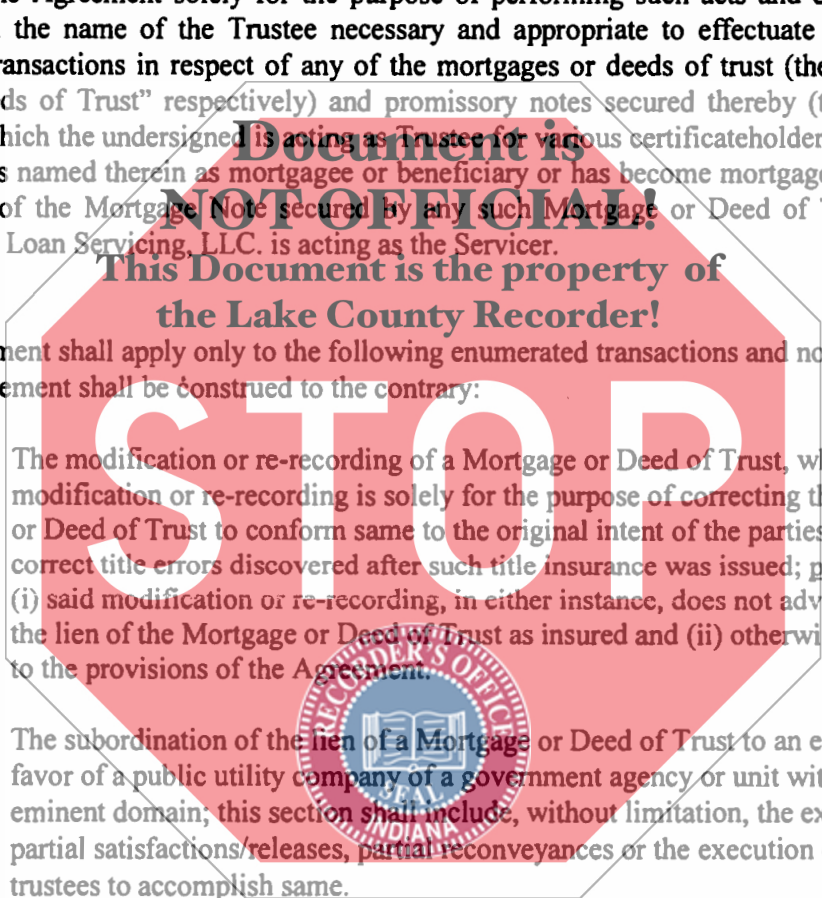 the name of the Trustee necessary and appropriate to effectuate
ransactions in respect of any of the mortgages or deeds of trust (the
ds of Trust” respectively) and promissory notes secured thereby (
hich the undersigned is acting as Trustee for various certificateholder
Document is
s named therein as mortgagee or beneficiary or has become mortgag
NOT OFFICIAL!
of the Mortgage Note secured by any such Mortgage or Deed of
Loan Servicing, LLC. is acting as the Servicer.
This Document is the property of
the Lake County Recorder!
ment shall apply only to the following enumerated transactions and no
ement shall be construed to the contrary:
STOP
The modification or re-recording of a Mortgage or Deed of Trust, wh
modification or re-recording is solely for the purpose of correcting th
or Deed of Trust to conform same to the original intent of the parties
correct title errors discovered after such title insurance was issued; p
(i) said modification or re-recording, in either instance, does not adv
the lien of the Mortgage or Deed of Trust as insured and (ii) otherwi
to the provisions of the Agreement.
RECORDER'S OFFICE
The subordination of the lien of a Mortgage or Deed of Trust to an e
favor of a public utility company of a government agency or unit wit
SEAL
eminent domain; this section shall include, without limitation, the ex
INDIANA
partial satisfactions/releases, partial reconveyances or the execution
trustees to accomplish same.